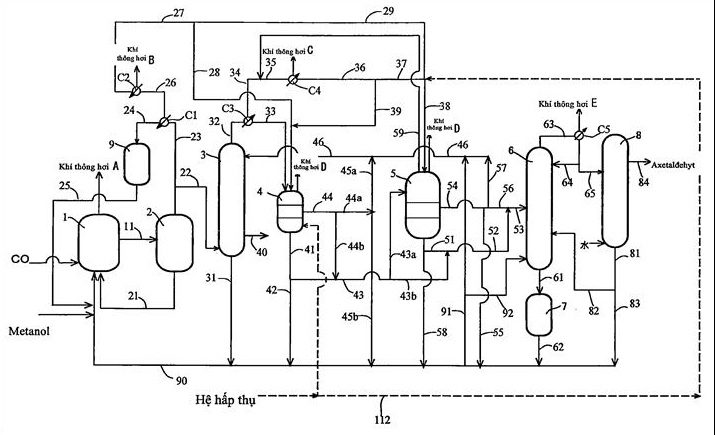 27
29
Khí
thông hơi B
Khí
thông hơi C
C2
26
28
34
35
36
37
C4
24
C1
23
32
C3
33
39
38
59
Khí
thông hơi D
Khí
thông hơi E
63
C5
8
9
Khí thông hơi A
3
46
Khí
thông hơi D
45a
46
6
Axetaldehyt
25
22
4
5
57
64
65
84
1
2
44
44a
54
56
53
11
40
44b
41
43a
51
52
水
81
CO
31
42
43
43b
61
21
45b
91
92
7
82
83
Metanol
58
55
62
90
Hệ hấp thụ
112